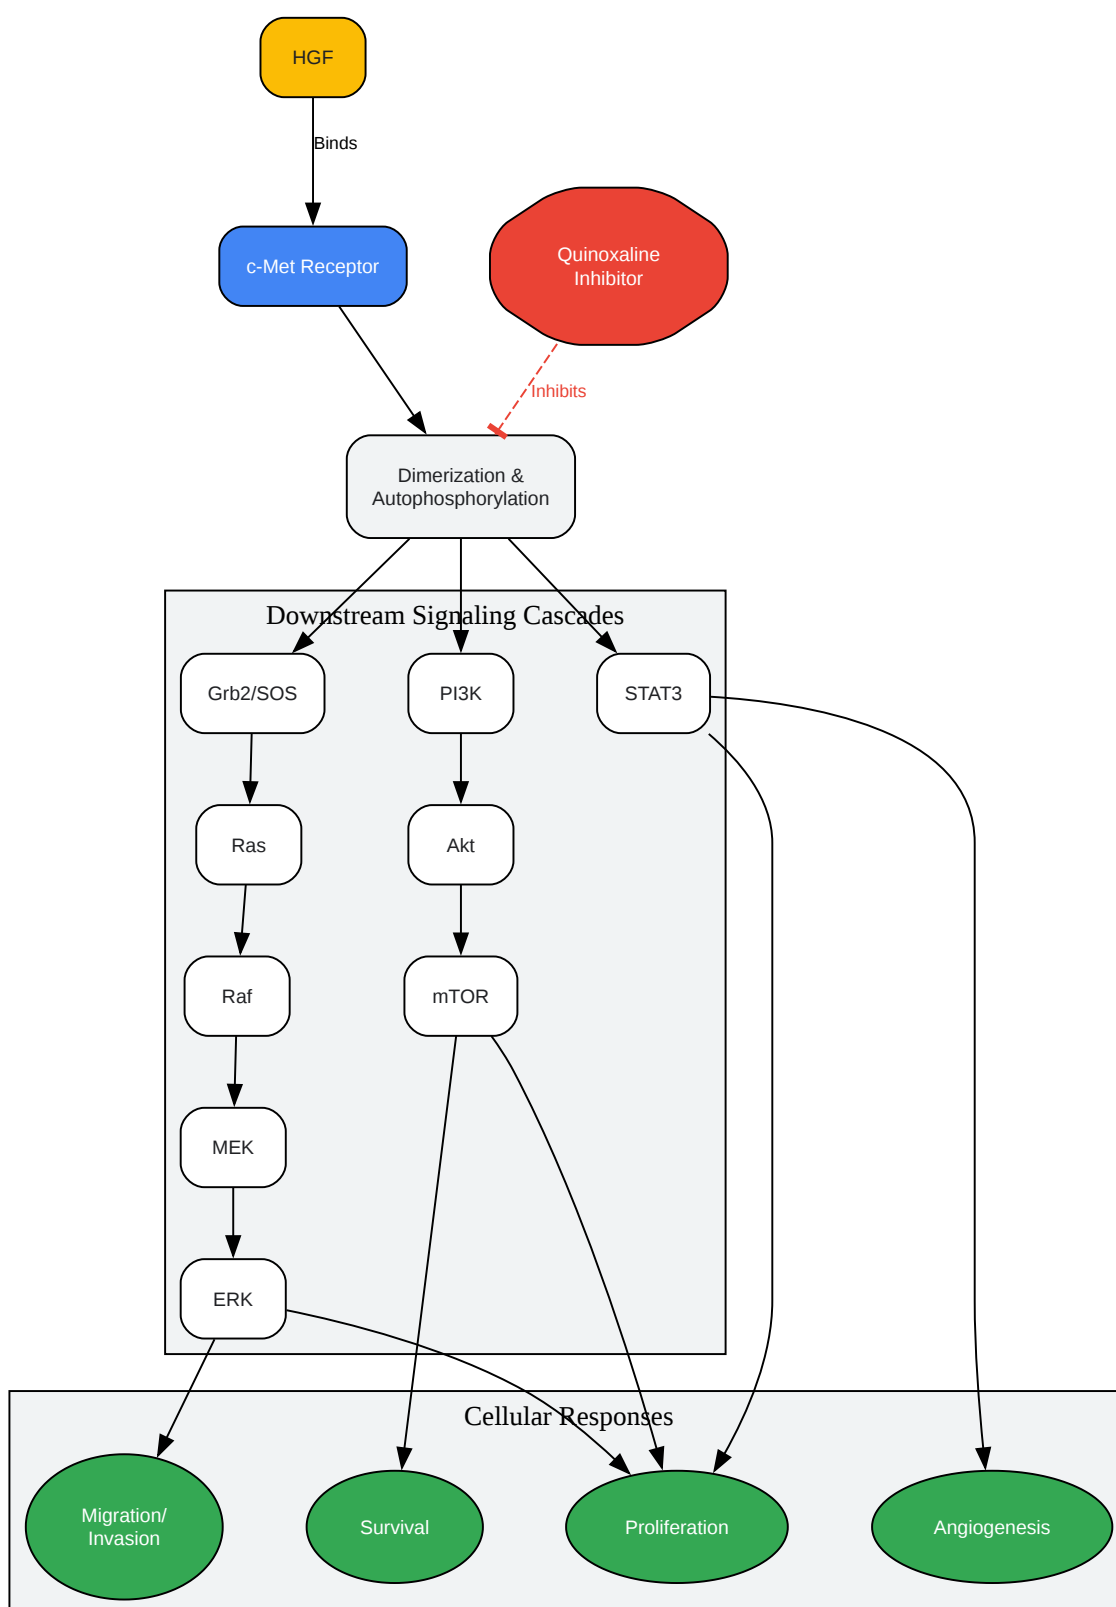 HGF
Binds
c-Met Receptor
Quinoxaline
Inhibitor
Inhibits
Dimerization &
Autophosphorylation
Downstream Signaling Cascades
Grb2/SOS
PI3K
STAT3
Ras
Akt
Raf
mTOR
MEK
ERK
Cellular Responses
Migration/
Invasion
Survival
Proliferation
Angiogenesis